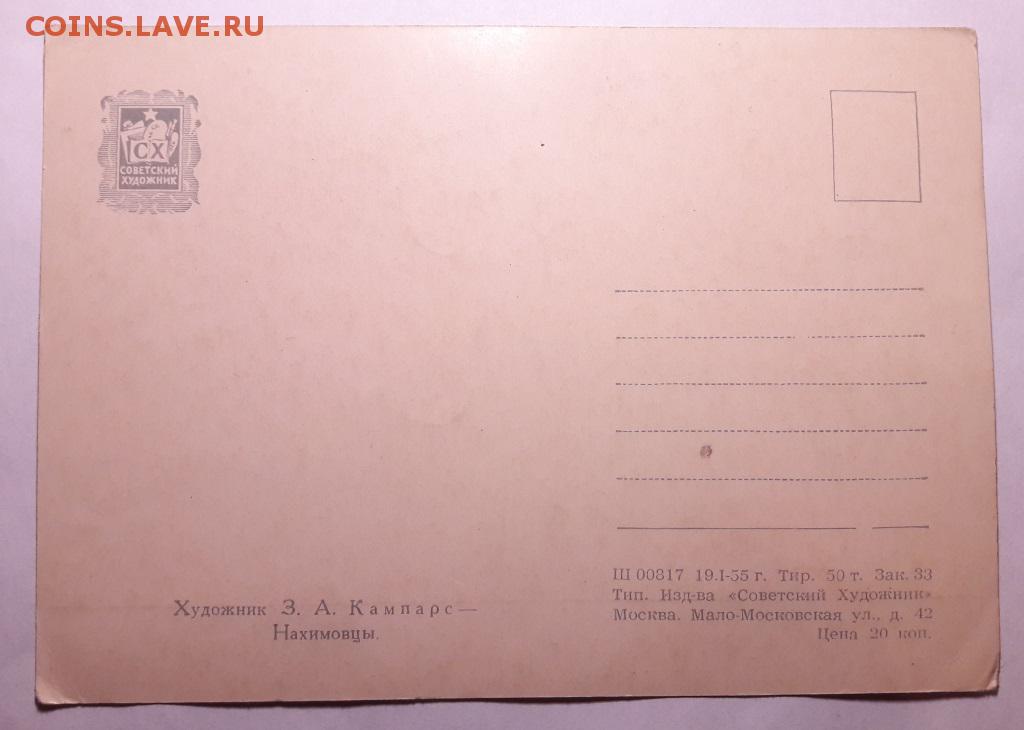 COINS.LAVE.RU
СХ
СОВЕТСКИЙ
ХУДОЖНИК
Художник З. А. Кампарс —
Нахимовцы.
Ш 00817 19.I-55 г. Тир. 50 т. Зак. 33
Тип. Изд-ва «Советский Художник»
Москва. Мало-Московская ул., д. 42
Цена 20 коп.